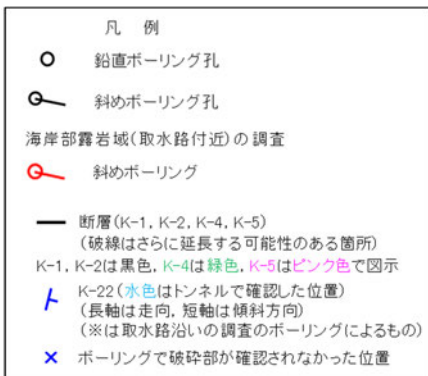 凡 例
鉛直ボーリング孔
斜めボーリング孔
海岸部露岩域(取水路付近)の調査
斜めボーリング
断層(K-1, K-2, K-4, K-5)
(破線はさらに延長する可能性のある箇所)
K-1, K-2は黒色, K-4は緑色, K-5はピンク色で図示
K-22(水色はトンネルで確認した位置)
(長軸は走向, 短軸は傾斜方向)
(※は取水路沿いの調査のボーリングによるもの)
ボーリングで破砕部が確認されなかった位置